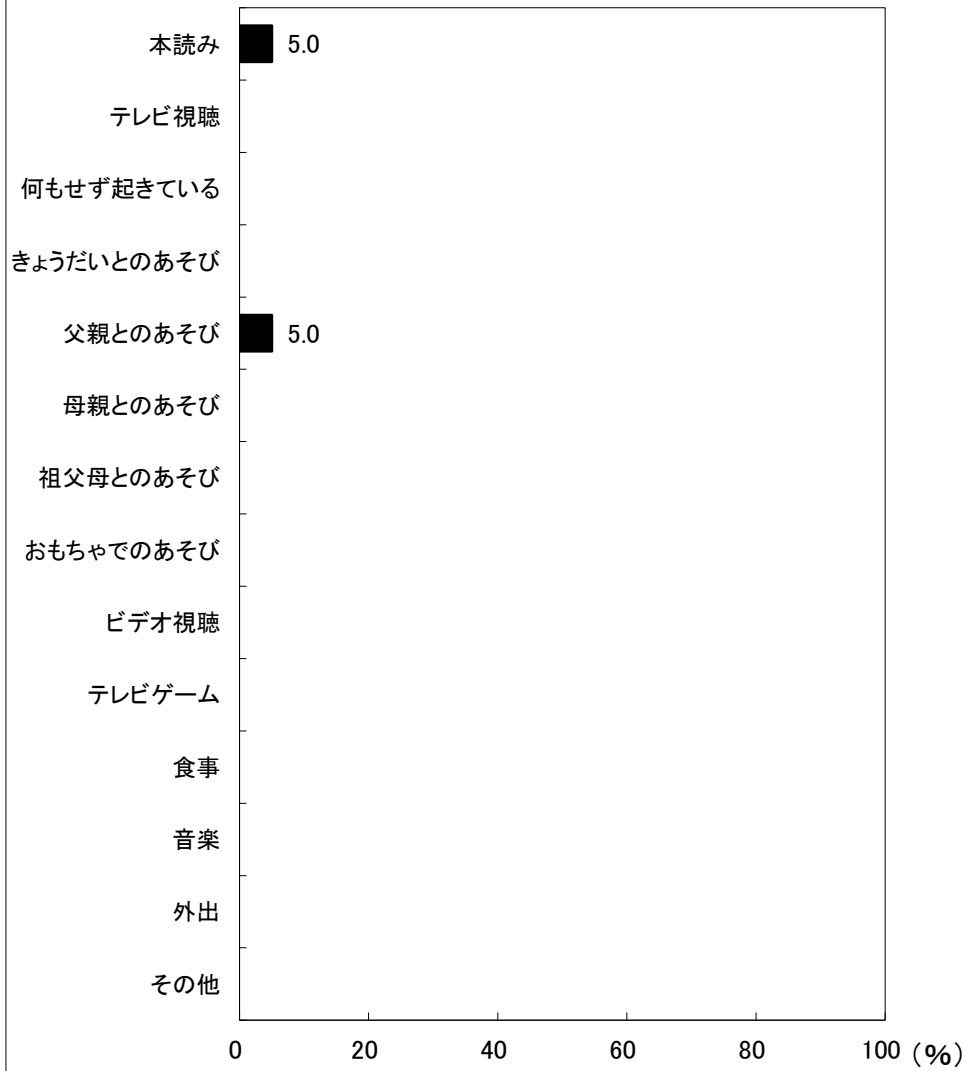 本読み 5.0
テレビ視聴
何もせず起きている
きょうだいとのあそび
父親とのあそび 5.0
母親とのあそび
祖父母とのあそび
おもちゃでのあそび
ビデオ視聴
テレビゲーム
食事
音楽
外出
その他
0 20 40 60 80 100 (%)